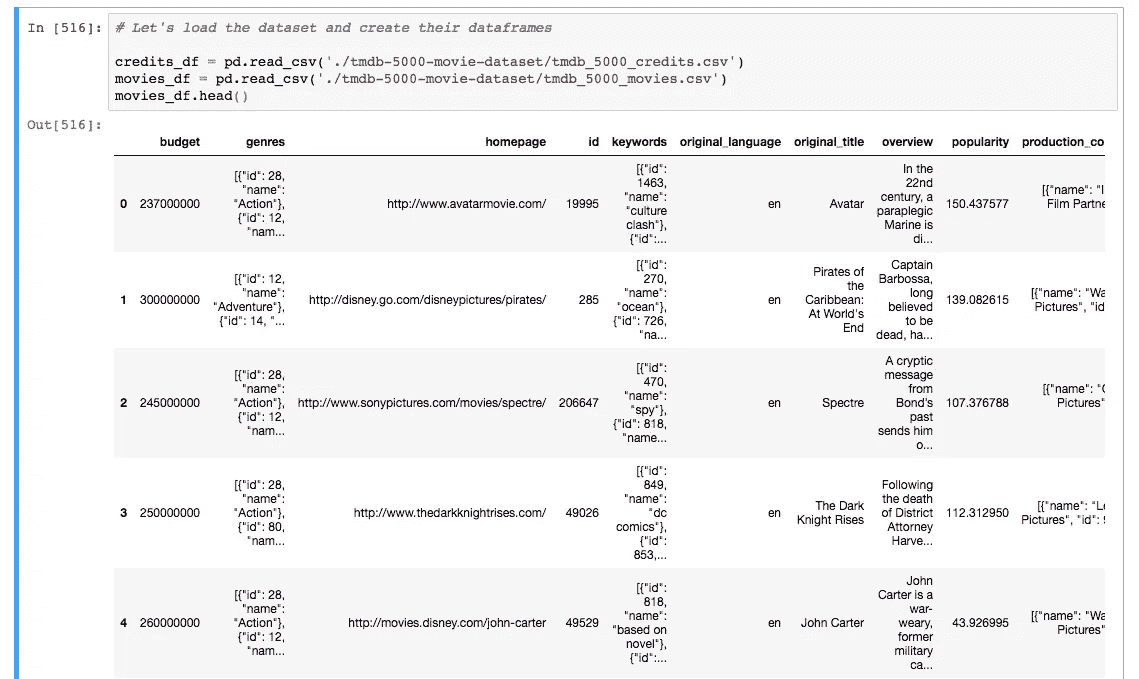 In [516]: # Let's load the dataset and create their dataframes
credits_df = pd.read_csv('./tmdb-5000-movie-dataset/tmdb_5000_credits.csv')
movies_df = pd.read_csv('./tmdb-5000-movie-dataset/tmdb_5000_movies.csv')
movies_df.head()
Out[516]:
budget genres homepage id keywords original_language original_title overview popularity production_co
0
237000000
[{"id": 28,
"name":
"Action"},
{"id": 12,
"nam...
http://www.avatarmovie.com/
19995
[{"id":
1463,
"name":
"culture
clash"},
{"id":...
en
Avatar
In the
22nd
century, a
paraplegic
Marine is
di...
150.437577
[{"name": "I
Film Partne
1
300000000
[{"id": 12,
"name":
"Adventure"},
{"id": 14, "...
http://disney.go.com/disneypictures/pirates/
285
[{"id":
270,
"name":
"ocean"},
{"id": 726,
"na...
en
Pirates of
the
Caribbean:
At World's
End
Captain
Barbossa,
long
believed
to be
dead, ha...
139.082615
[{"name": "Wa
Pictures", "id
2
245000000
[{"id": 28,
"name":
"Action"},
{"id": 12,
"nam...
http://www.sonypictures.com/movies/spectre/
206647
[{"id":
470,
"name":
"spy"},
{"id": 818,
"name...
en
Spectre
A cryptic
message
from
Bond's
past
sends him
o...
107.376788
[{"name": "C
Pictures"
3
250000000
[{"id": 28,
"name":
"Action"},
{"id": 80,
"nam...
http://www.thedarkknightrises.com/
49026
[{"id":
849,
"name":
"dc
comics"},
{"id":
853,...
en
The Dark
Knight Rises
Following
the death
of District
Attorney
Harve...
112.312950
[{"name": "Le
Pictures", "id": 
4
260000000
[{"id": 28,
"name":
"Action"},
{"id": 12,
"nam...
http://movies.disney.com/john-carter
49529
[{"id":
818,
"name":
"based on
novel"},
{"id":...
en
John Carter
John
Carter is a
war-
weary,
former
military
ca...
43.926995
[{"name": "Wa
Pictures"